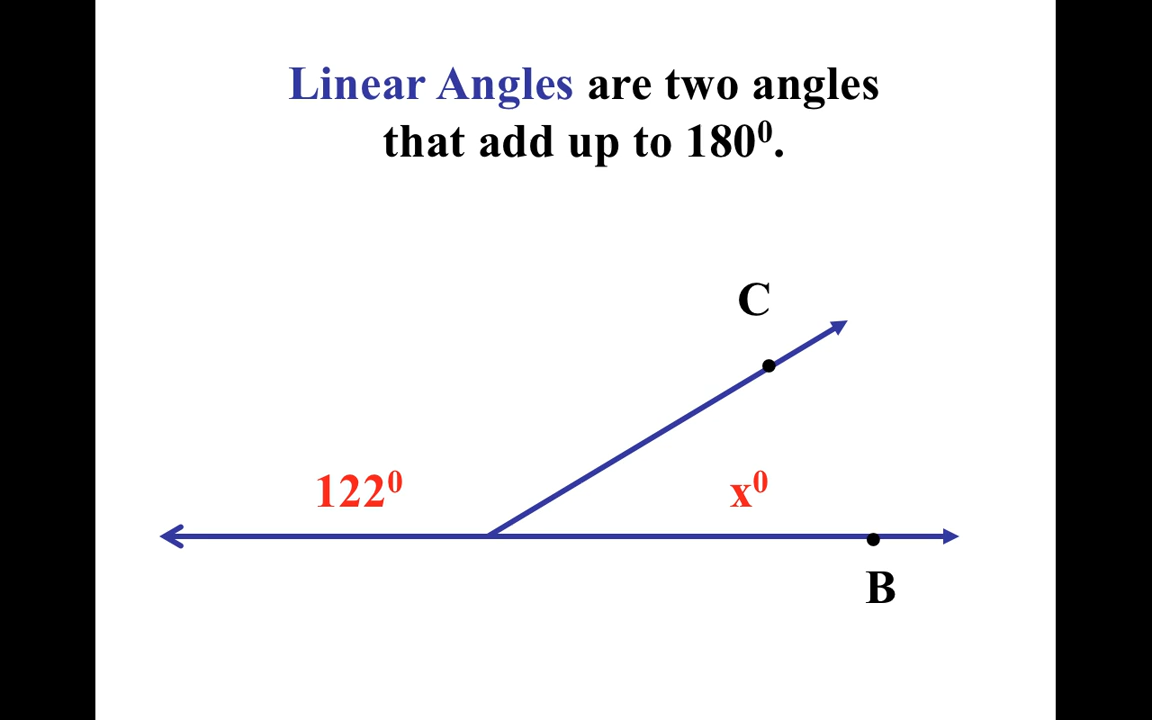 Linear Angles are two angles
that add up to 180⁰.
C
122⁰
x⁰
B